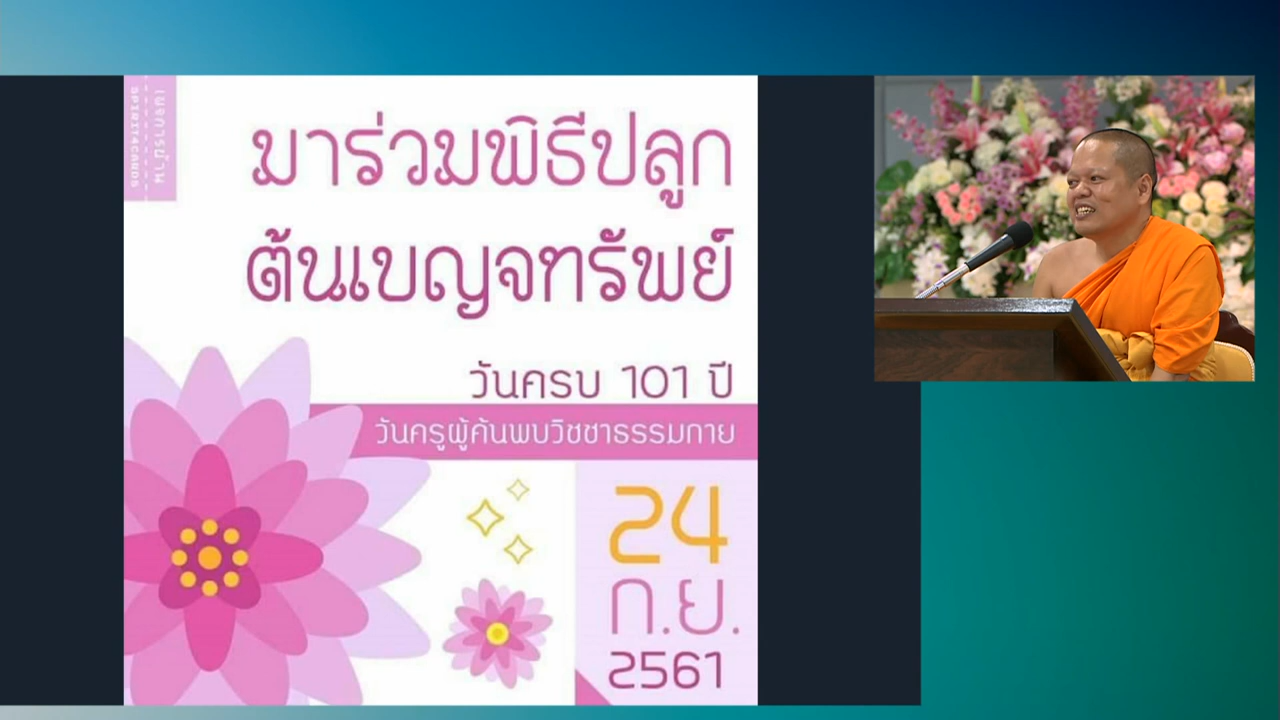 SPIRIT4CARDS
มาร่วมพิธีปลูก
ต้นเบญจทรัพย์
วันครบ 101 ปี
วันครูผู้ค้นพบวิชชาธรรมกาย
24
ก.ย.
2561